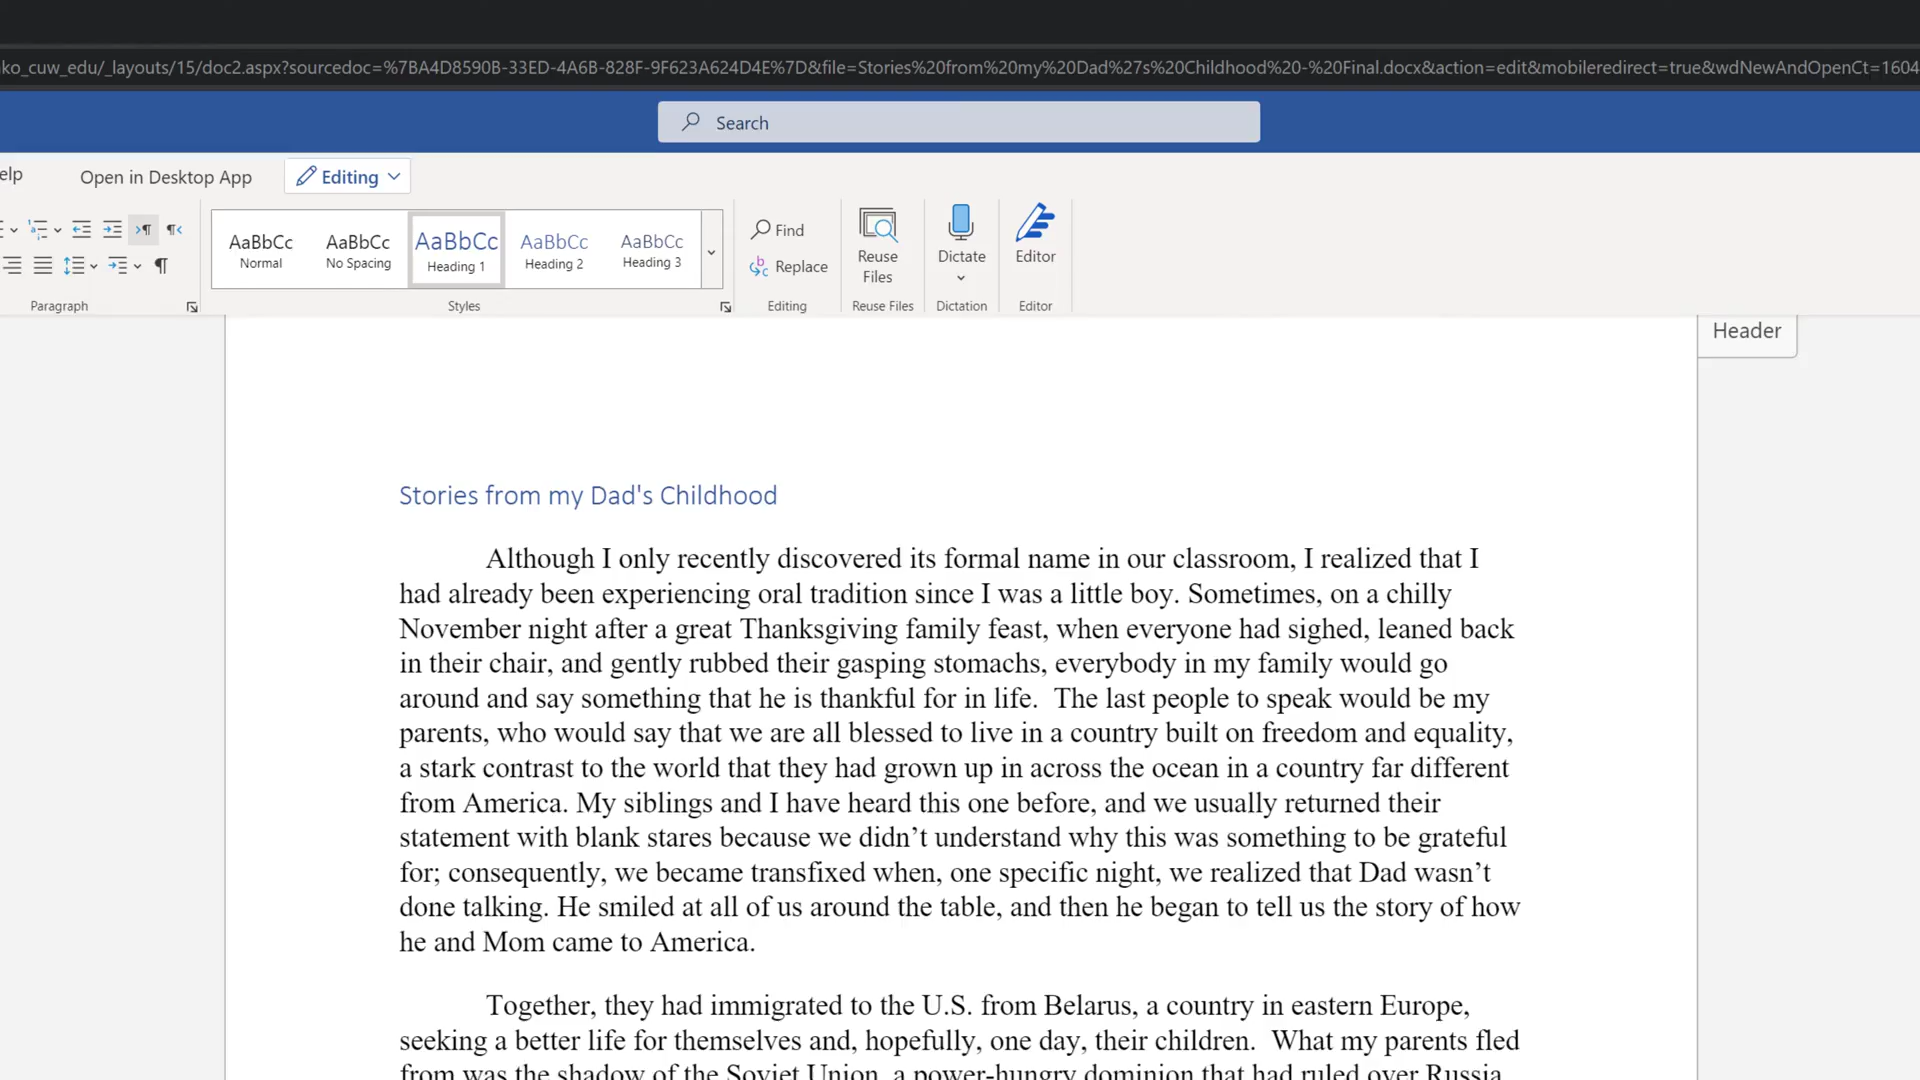 ko_cuw_edu/_layouts/15/doc2.aspx?sourcedoc=%7BA4D8590B-33ED-4A6B-828F-9F623A624D4E%7D&file=Stories%20from%20my%20Dad%27s%20Childhood%20-%20Final.docx&action=edit&mobileredirect=true&wdNewAndOpenCt=1604
Search
elp
Open in Desktop App
Editing
AaBbCc
Normal
AaBbCc
No Spacing
AaBbCc
Heading 1
AaBbCc
Heading 2
AaBbCc
Heading 3
Find
Replace
Reuse
Files
Dictate
Editor
Paragraph
Styles
Editing
Reuse Files
Dictation
Editor
Header
Stories from my Dad's Childhood
Although I only recently discovered its formal name in our classroom, I realized that I
had already been experiencing oral tradition since I was a little boy. Sometimes, on a chilly
November night after a great Thanksgiving family feast, when everyone had sighed, leaned back
in their chair, and gently rubbed their gasping stomachs, everybody in my family would go
around and say something that he is thankful for in life.  The last people to speak would be my
parents, who would say that we are all blessed to live in a country built on freedom and equality,
a stark contrast to the world that they had grown up in across the ocean in a country far different
from America. My siblings and I have heard this one before, and we usually returned their
statement with blank stares because we didn’t understand why this was something to be grateful
for; consequently, we became transfixed when, one specific night, we realized that Dad wasn’t
done talking. He smiled at all of us around the table, and then he began to tell us the story of how
he and Mom came to America.
Together, they had immigrated to the U.S. from Belarus, a country in eastern Europe,
seeking a better life for themselves and, hopefully, one day, their children.  What my parents fled
from was the shadow of the Soviet Union, a power-hungry dominion that had ruled over Russia